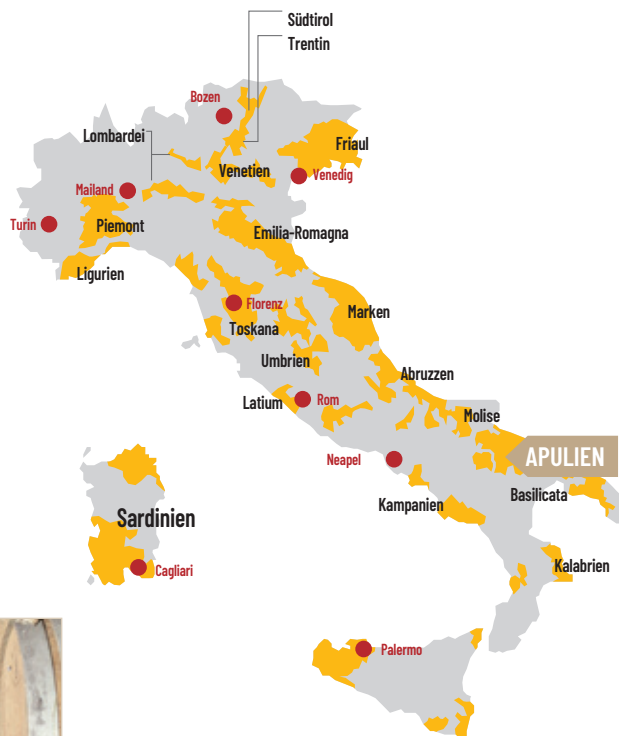 Südtirol
Trentin
Bozen
Lombardei
Friaul
Venetien
Venedig
Mailand
Turin
Piemont
Emilia-Romagna
Ligurien
Florenz
Marken
Toskana
Umbrien
Abruzzen
Latium
Rom
Molise
Neapel
APULIEN
Basilicata
Kampanien
Sardinien
Kalabrien
Cagliari
Palermo